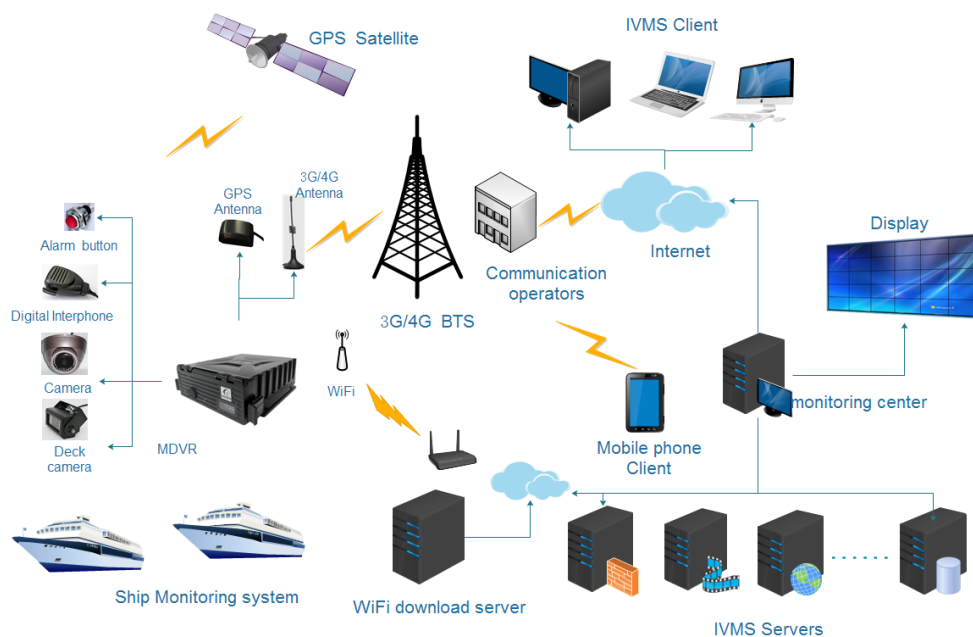 GPS Satellite
IVMS Client
3G/4G
Antenna
GPS
Antenna
Display
Alarm button
Internet
Communication
operators
Digital Interphone
3G/4G BTS
WiFi
Camera
monitoring center
Deck
camera
MDVR
Mobile phone
Client
Ship Monitoring system
WiFi download server
IVMS Servers